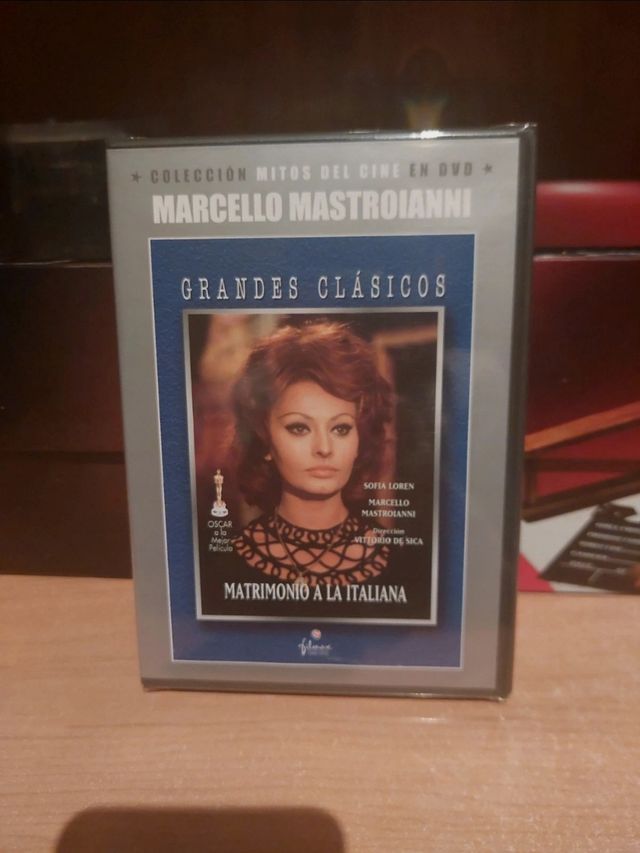 * COLECCIÓN MITOS DEL CINE EN DVD *
MARCELLO MASTROIANNI
GRANDES CLÁSICOS
SOFIA LOREN
MARCELLO
MASTROIANNI
Dirección
VITTORIO DE SICA
OSCAR
a la
Mejor
Película
MATRIMONIO A LA ITALIANA
filmax